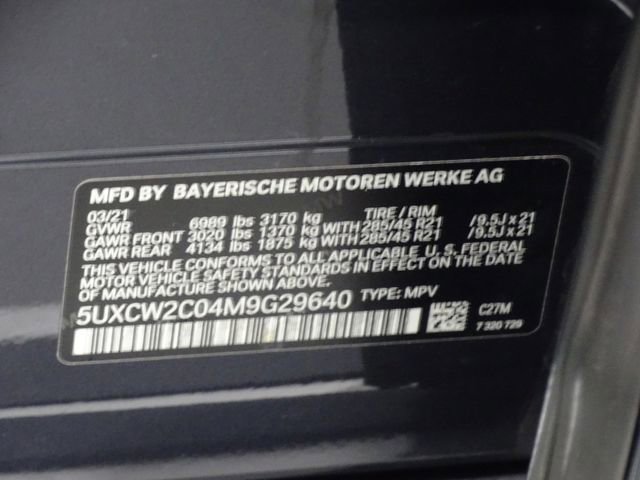 MFD BY BAYERISCHE MOTOREN WERKE AG
03/21 TIRE / RIM
GVWR 6989 lbs 3170 kg
GAWR FRONT 3020 lbs 1370 kg WITH 285/45 R21 /9.5J x 21
GAWR REAR 4134 lbs 1875 kg WITH 285/45 R21 /9.5J x 21
THIS VEHICLE CONFORMS TO ALL APPLICABLE U.S. FEDERAL
MOTOR VEHICLE SAFETY STANDARDS IN EFFECT ON THE DATE
OF MANUFACTURE SHOWN ABOVE.
5UXCW2C04M9G29640 TYPE: MPV
C27M
7 320 729